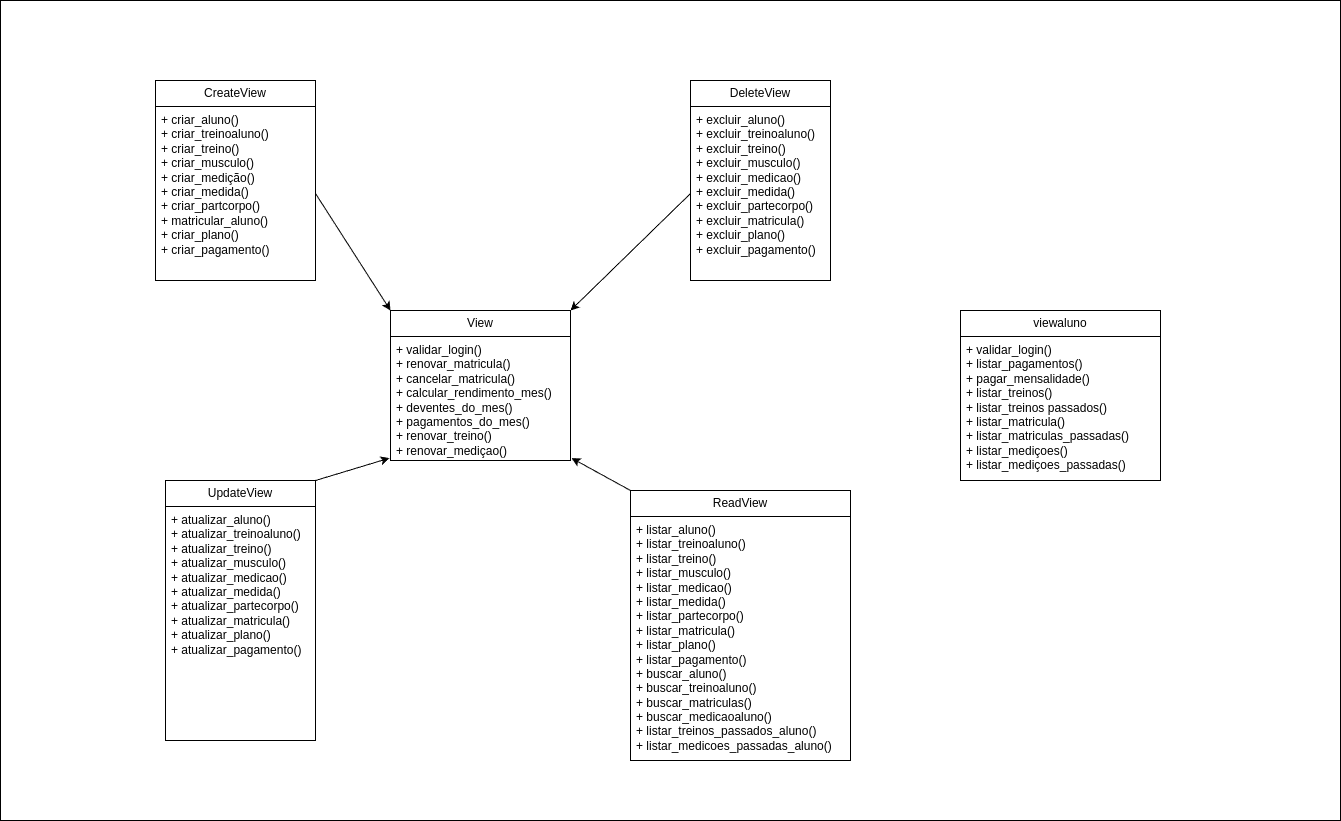 CreateView
+ criar_aluno()
+ criar_treinoaluno()
+ criar_treino()
+ criar_musculo()
+ criar_medição()
+ criar_medida()
+ criar_partcorpo()
+ matricular_aluno()
+ criar_plano()
+ criar_pagamento()
DeleteView
+ excluir_aluno()
+ excluir_treinoaluno()
+ excluir_treino()
+ excluir_musculo()
+ excluir_medicao()
+ excluir_medida()
+ excluir_partecorpo()
+ excluir_matricula()
+ excluir_plano()
+ excluir_pagamento()
View
+ validar_login()
+ renovar_matricula()
+ cancelar_matricula()
+ calcular_rendimento_mes()
+ deventes_do_mes()
+ pagamentos_do_mes()
+ renovar_treino()
+ renovar_mediçao()
viewaluno
+ validar_login()
+ listar_pagamentos()
+ pagar_mensalidade()
+ listar_treinos()
+ listar_treinos passados()
+ listar_matricula()
+ listar_matriculas_passadas()
+ listar_mediçoes()
+ listar_mediçoes_passadas()
UpdateView
+ atualizar_aluno()
+ atualizar_treinoaluno()
+ atualizar_treino()
+ atualizar_musculo()
+ atualizar_medicao()
+ atualizar_medida()
+ atualizar_partecorpo()
+ atualizar_matricula()
+ atualizar_plano()
+ atualizar_pagamento()
ReadView
+ listar_aluno()
+ listar_treinoaluno()
+ listar_treino()
+ listar_musculo()
+ listar_medicao()
+ listar_medida()
+ listar_partecorpo()
+ listar_matricula()
+ listar_plano()
+ listar_pagamento()
+ buscar_aluno()
+ buscar_treinoaluno()
+ buscar_matriculas()
+ buscar_medicaoaluno()
+ listar_treinos_passados_aluno()
+ listar_medicoes_passadas_aluno()